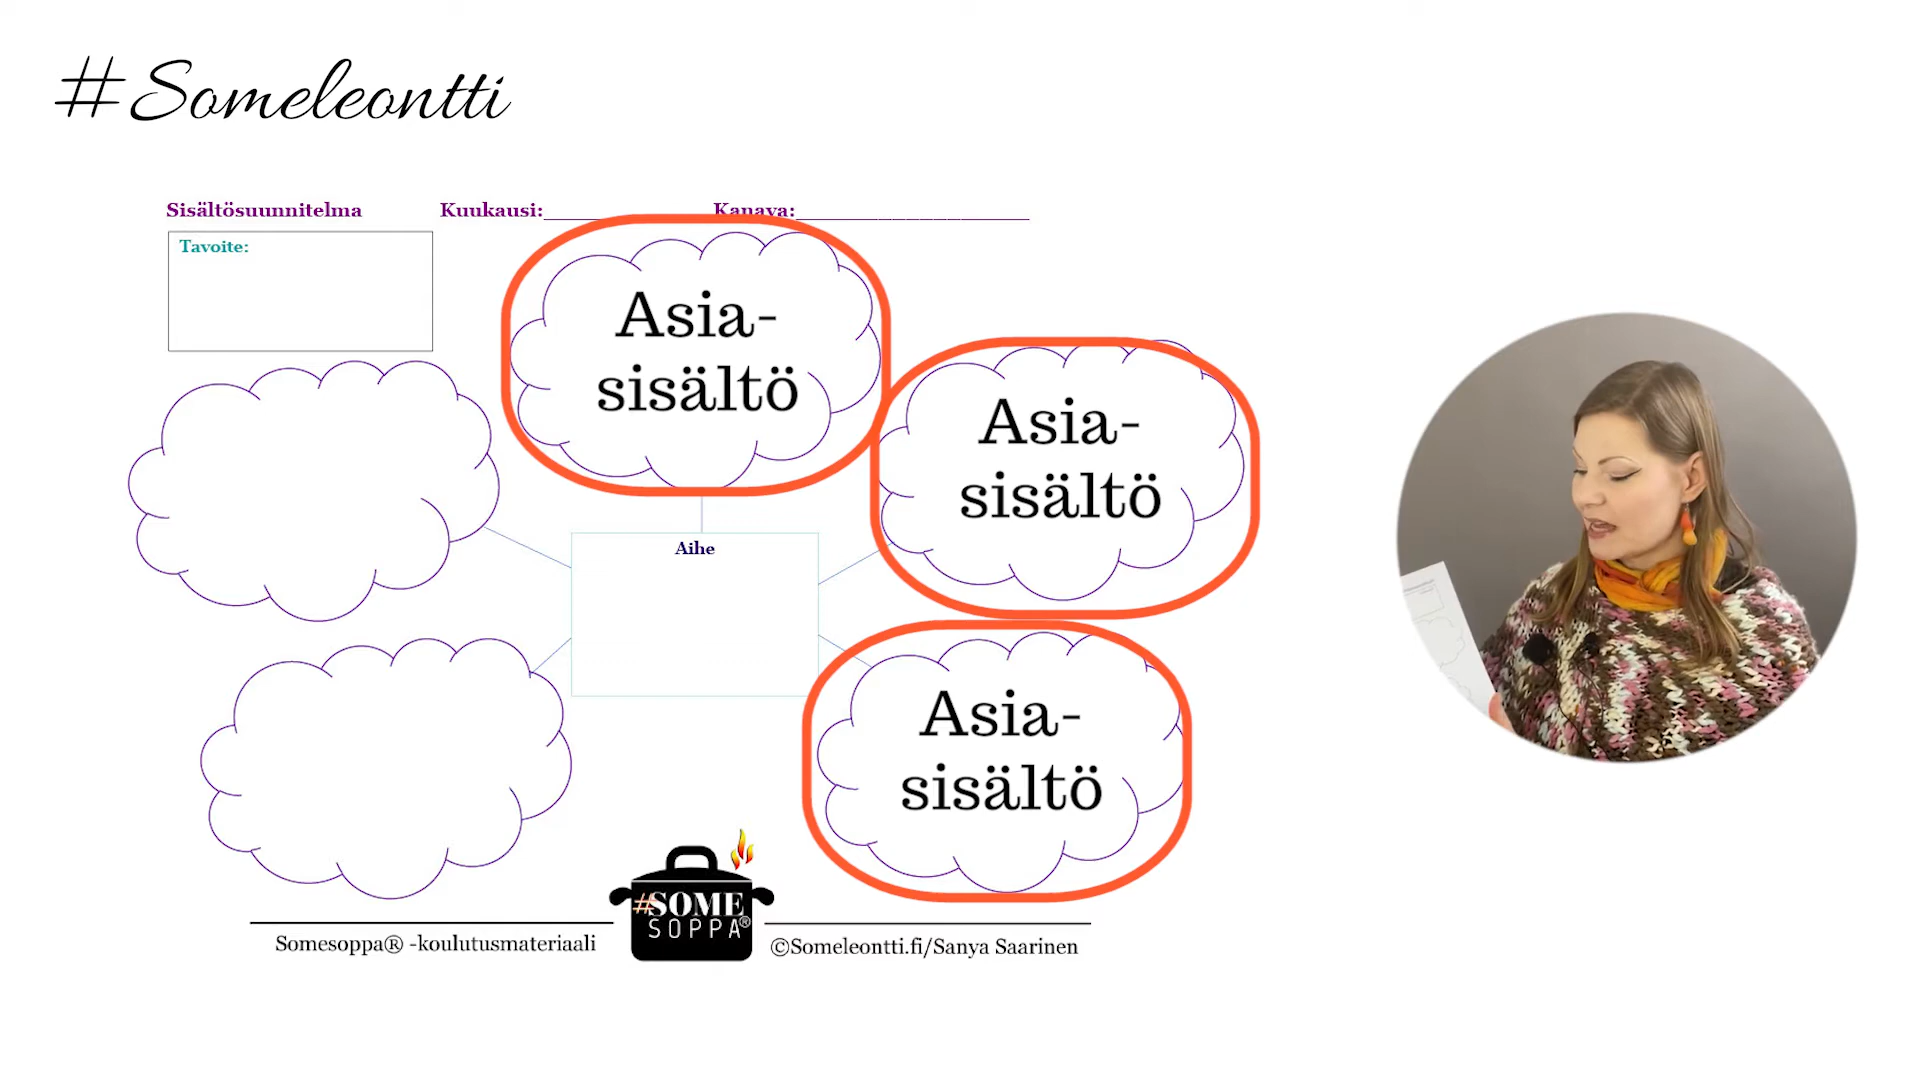 #Someleontti
Sisältösuunnitelma Kuukausi: Kanava:
Tavoite:
Asia-
sisältö
Asia-
sisältö
Aihe
Asia-
sisältö
#SOME
SOPPA®
Somesoppa® -koulutusmateriaali
©Someleontti.fi/Sanya Saarinen